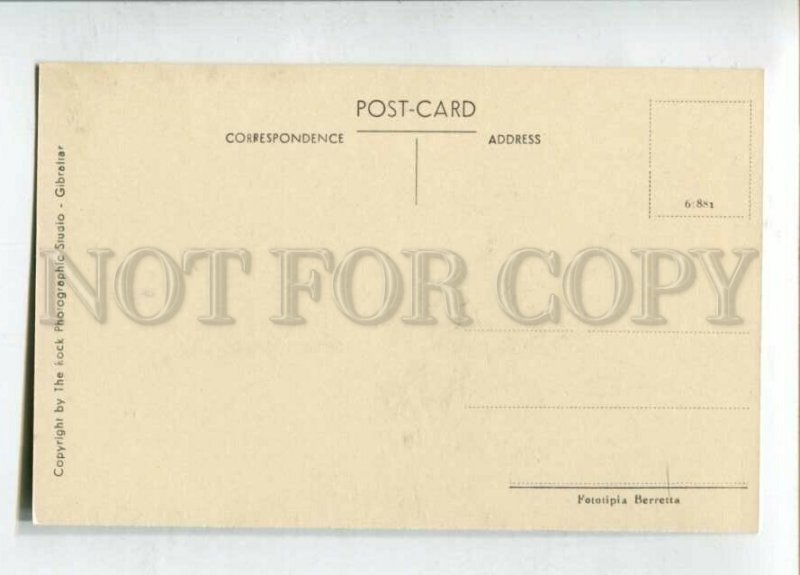 POST-CARD
CORRESPONDENCE
ADDRESS
6 881
NOT FOR COPY
Copyright by The Rock Photographic Studio - Gibraltar
Fototipia Berretta